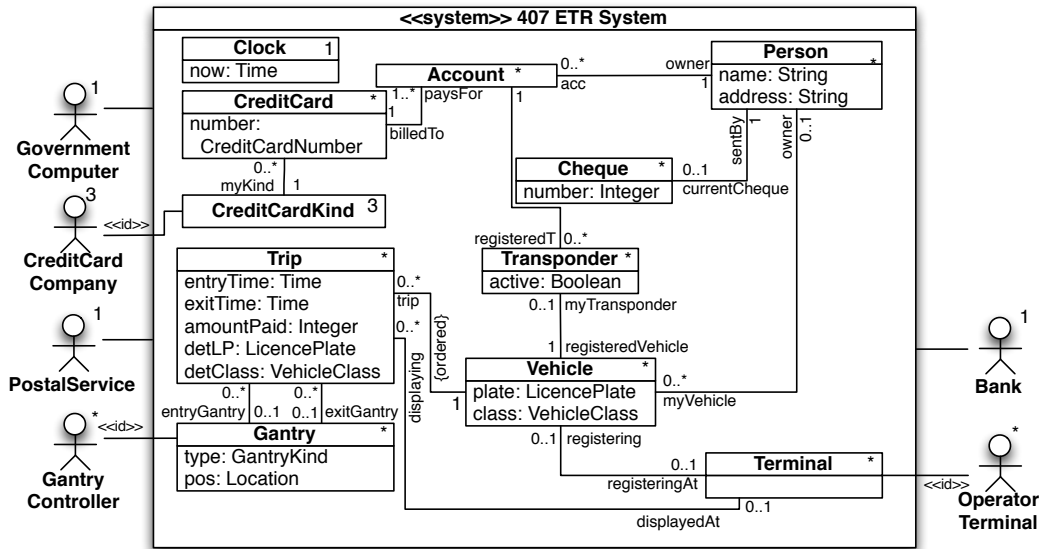 <<system>> 407 ETR System
Clock 1
now: Time
Account *
Person *
name: String
address: String
0..*
acc
owner
1
CreditCard *
number:
CreditCardNumber
1..*
paysFor
1
billedTo
1
0..*
myKind
1
CreditCardKind 3
sentBy
1
owner
0..1
Cheque *
number: Integer
0..1
currentCheque
registeredT 0..*
Transponder *
active: Boolean
0..1 myTransponder
1 registeredVehicle
Trip *
entryTime: Time
exitTime: Time
amountPaid: Integer
detLP: LicencePlate
detClass: VehicleClass
0..*
trip
0..*
displaying
{ordered}
1
Vehicle *
plate: LicencePlate
class: VehicleClass
0..*
myVehicle
0..1 registering
0..* 0..*
entryGantry 0..1 0..1 exitGantry
Gantry *
type: GantryKind
pos: Location
0..1
registeringAt
Terminal *
0..1
displayedAt
1
Government
Computer
3
<<id>>
CreditCard
Company
1
PostalService
*
<<id>>
Gantry
Controller
1
Bank
*
<<id>>
Operator
Terminal